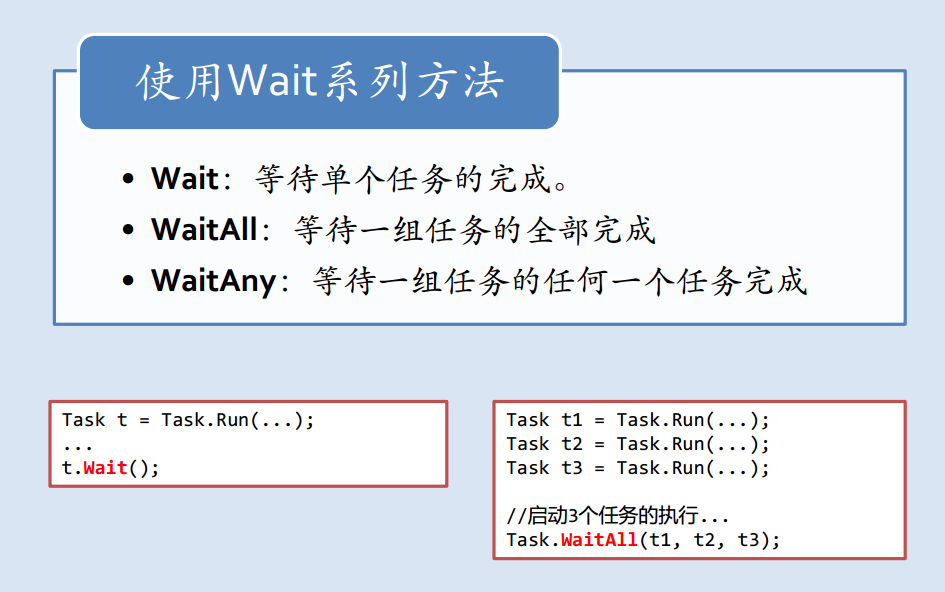 使用Wait系列方法
• Wait：等待单个任务的完成。
• WaitAll：等待一组任务的全部完成
• WaitAny：等待一组任务的任何一个任务完成
Task t = Task.Run(...);
...
t.Wait();
Task t1 = Task.Run(...);
Task t2 = Task.Run(...);
Task t3 = Task.Run(...);
//启动3个任务的执行...
Task.WaitAll(t1, t2, t3);